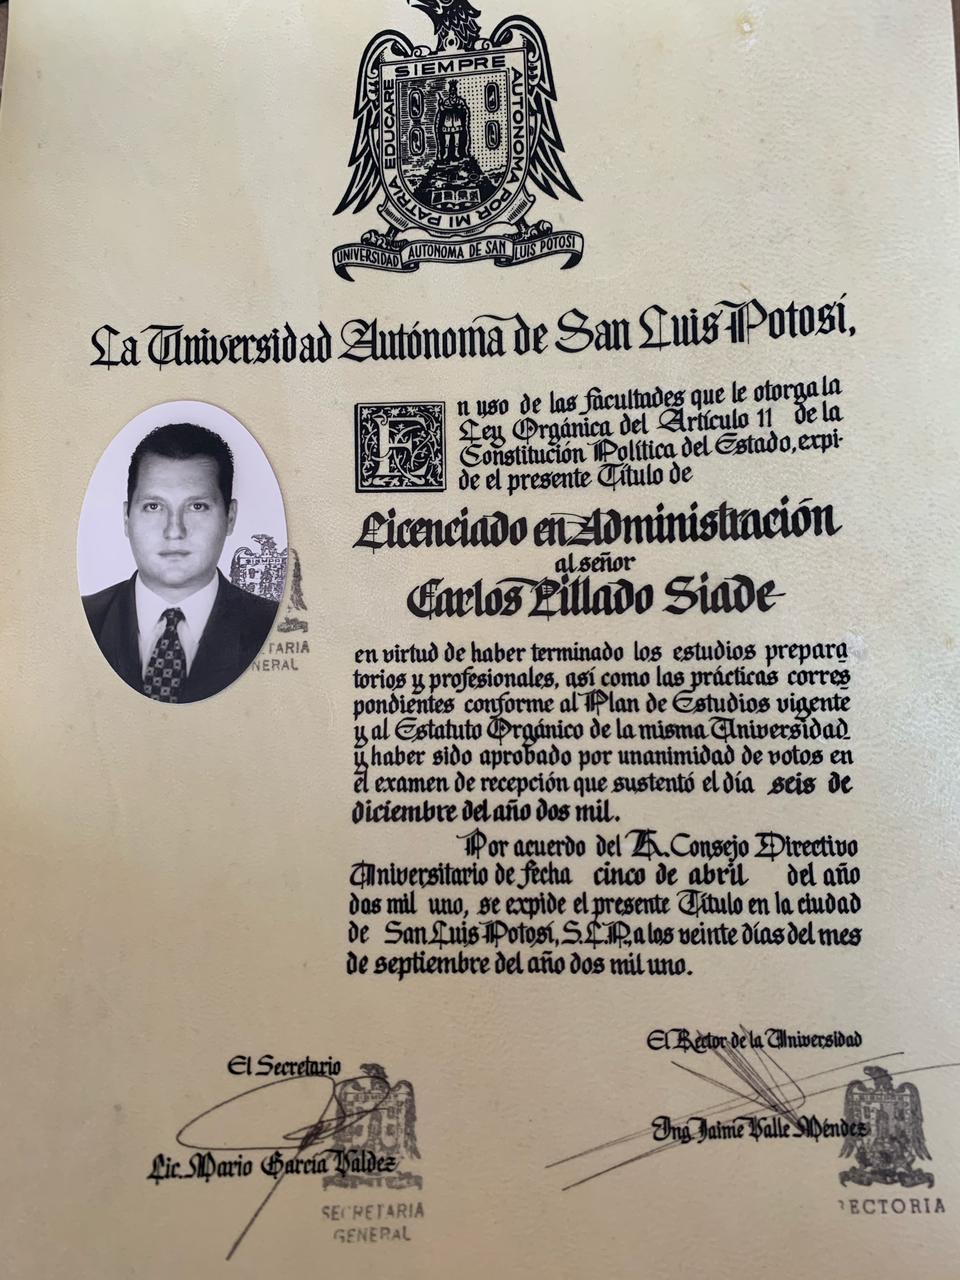 SIEMPRE AUTONOMA POR MI PATRIA EDUCARE
UNIVERSIDAD AUTONOMA DE SAN LUIS POTOSI
La Universidad Autónoma de San Luis Potosí,
En uso de las facultades que le otorga la
Ley Orgánica del Artículo 11 de la
Constitución Política del Estado, expi-
de el presente Título de
Licenciado en Administración
al señor
Carlos Pillado Siade
en virtud de haber terminado los estudios prepara
torios y profesionales, así como las prácticas corres
pondientes conforme al Plan de Estudios vigente
y al Estatuto Orgánico de la misma Universidad
y haber sido aprobado por unanimidad de votos en
el examen de recepción que sustentó el día seis de
diciembre del año dos mil.
Por acuerdo del H. Consejo Directivo
Universitario de fecha cinco de abril del año
dos mil uno, se expide el presente Título en la ciudad
de San Luis Potosí, S.L.P., a los veinte días del mes
de septiembre del año dos mil uno.
ETARIA
NERAL
El Secretario
Lic. Mario García Valdez
SECRETARIA
GENERAL
El Rector de la Universidad
Ing. Jaime Valle Méndez
RECTORIA